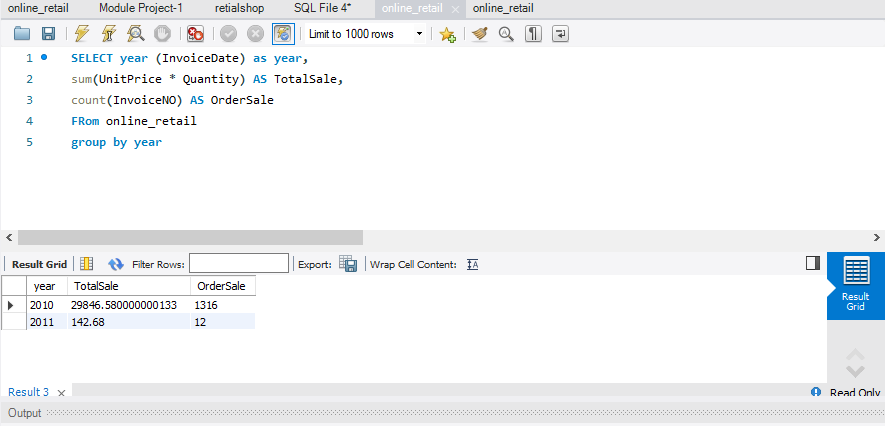 online_retail Module Project-1 retialshop SQL File 4* online_retail online_retail
Limit to 1000 rows
1 SELECT year (InvoiceDate) as year,
2 sum(UnitPrice * Quantity) AS TotalSale,
3 count(InvoiceNO) AS OrderSale
4 FRom online_retail
5 group by year
Result Grid Filter Rows: Export: Wrap Cell Content:
year TotalSale OrderSale
2010 29846.580000000133 1316
2011 142.68 12
Result
Grid
Result 3 Read Only
Output